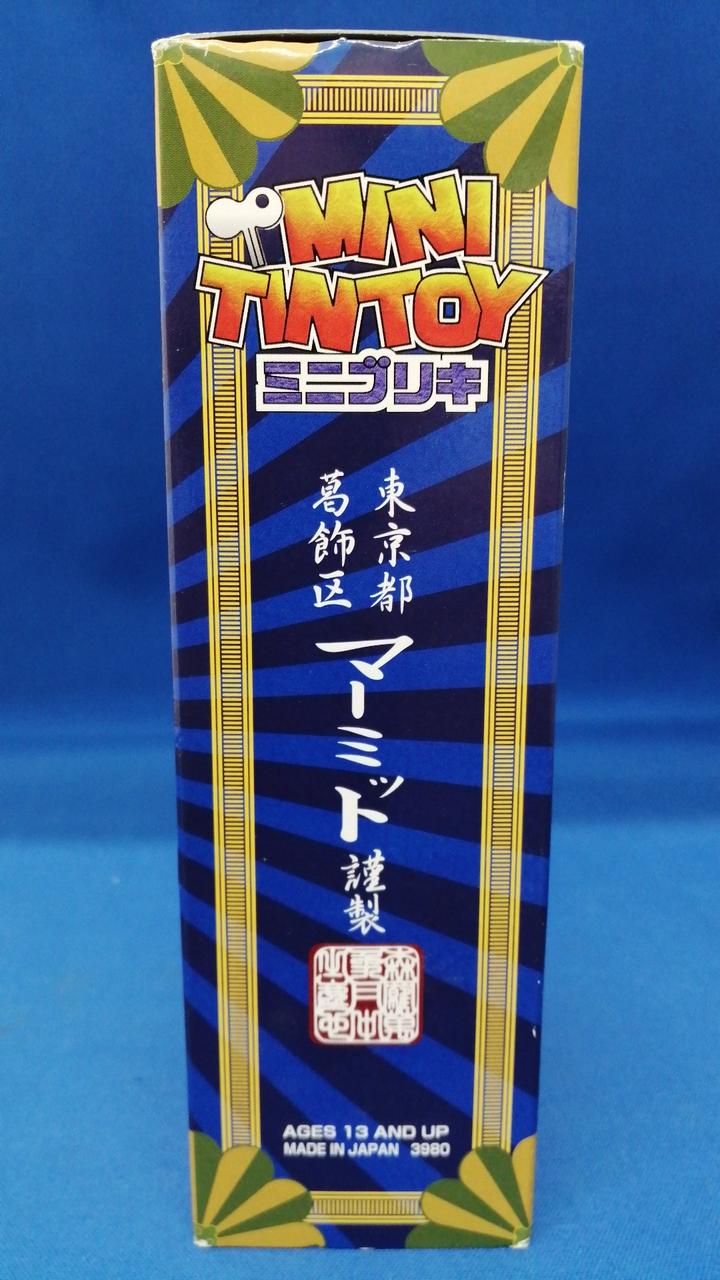 MINI
TINTOY
ミニブリキ
東京都
葛飾区
マーミット
謹製
AGES 13 AND UP
MADE IN JAPAN 3980